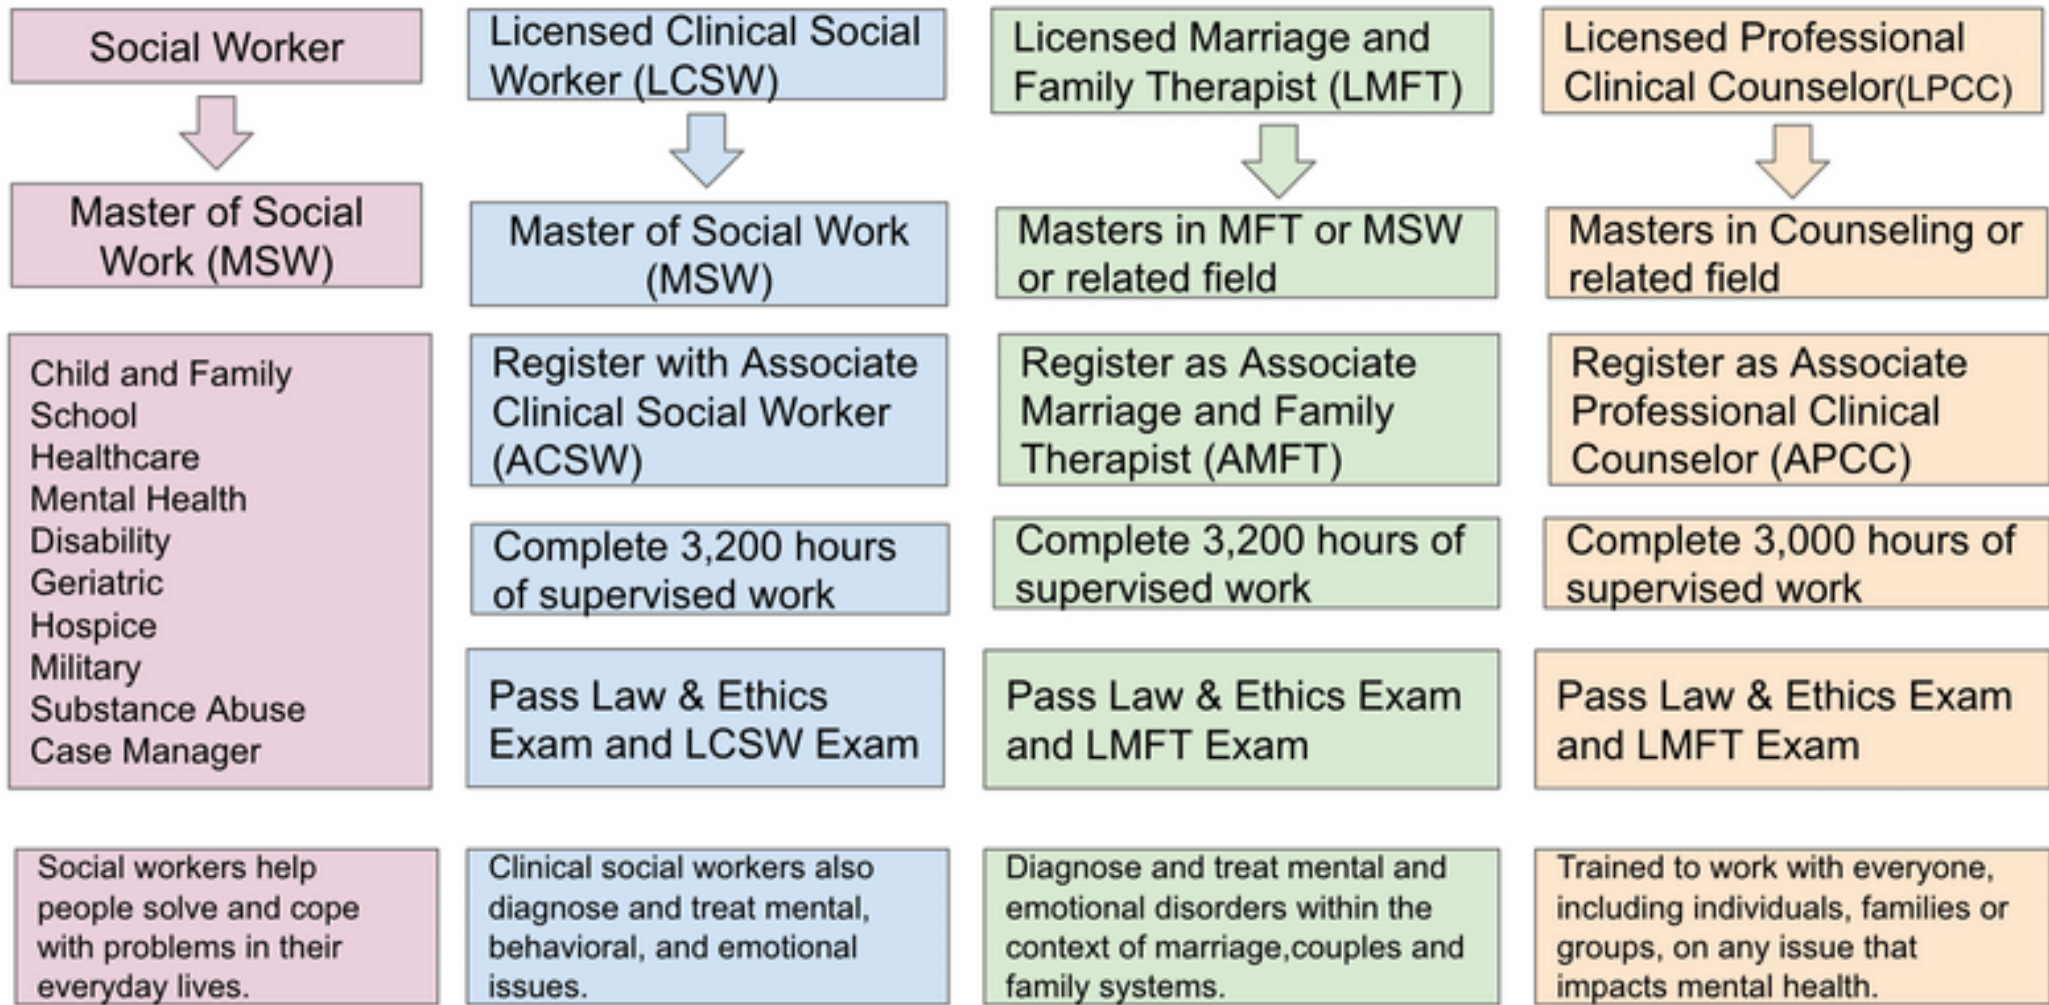 Social Worker
Master of Social
Work (MSW)
Child and Family
School
Healthcare
Mental Health
Disability
Geriatric
Hospice
Military
Substance Abuse
Case Manager
Social workers help
people solve and cope
with problems in their
everyday lives.
Licensed Clinical Social
Worker (LCSW)
Master of Social Work
(MSW)
Register with Associate
Clinical Social Worker
(ACSW)
Complete 3,200 hours
of supervised work
Pass Law & Ethics
Exam and LCSW Exam
Clinical social workers also
diagnose and treat mental,
behavioral, and emotional
issues.
Licensed Marriage and
Family Therapist (LMFT)
Masters in MFT or MSW
or related field
Register as Associate
Marriage and Family
Therapist (AMFT)
Complete 3,200 hours of
supervised work
Pass Law & Ethics Exam
and LMFT Exam
Diagnose and treat mental and
emotional disorders within the
context of marriage,couples and
family systems.
Licensed Professional
Clinical Counselor(LPCC)
Masters in Counseling or
related field
Register as Associate
Professional Clinical
Counselor (APCC)
Complete 3,000 hours of
supervised work
Pass Law & Ethics Exam
and LMFT Exam
Trained to work with everyone,
including individuals, families or
groups, on any issue that
impacts mental health.